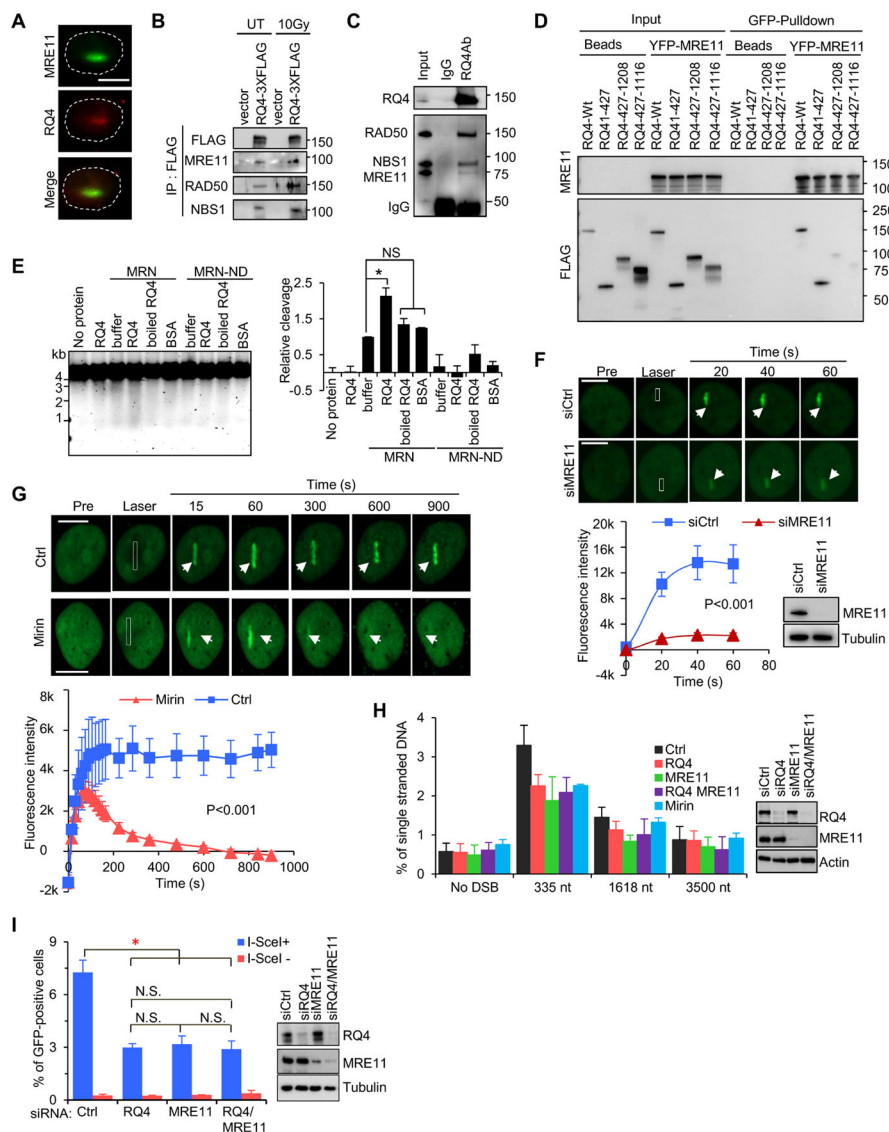 A
MRE11
RQ4
Merge
B
UT 10Gy
vector
RQ4-3XFLAG
vector
RQ4-3XFLAG
IP : FLAG
FLAG 150
MRE11 100
RAD50 150
NBS1 100
C
Input
IgG
RQ4Ab
RQ4 150
RAD50 150
NBS1 100
MRE11 75
IgG 50
D
Input GFP-Pulldown
Beads YFP-MRE11 Beads YFP-MRE11
RQ4-Wt
RQ41-427
RQ4-427-1208
RQ4-427-1116
RQ4-Wt
RQ41-427
RQ4-427-1208
RQ4-427-1116
RQ4-Wt
RQ41-427
RQ4-427-1208
RQ4-427-1116
RQ4-Wt
RQ41-427
RQ4-427-1208
RQ4-427-1116
MRE11
150
100
FLAG
250
150
100
75
50
E
MRN MRN-ND
No protein
RQ4
buffer
RQ4
boiled RQ4
BSA
buffer
RQ4
boiled RQ4
BSA
kb
4
3
2
1
Relative cleavage
2.5
1.5
0.5
-0.5
NS
*
No protein
RQ4
buffer
RQ4
boiled RQ4
BSA
buffer
RQ4
boiled RQ4
BSA
MRN MRN-ND
F
Time (s)
Pre Laser 20 40 60
siCtrl
siMRE11
siCtrl siMRE11
Fluorescence intensity
20k
16k
12k
8k
4k
0
-4k
P<0.001
0 20 40 60 80
Time (s)
siCtrl
siMRE11
MRE11
Tubulin
G
Time (s)
Pre Laser 15 60 300 600 900
Ctrl
Mirin
Mirin Ctrl
Fluorescence intensity
8k
6k
4k
2k
0
-2k
P<0.001
0 200 400 600 800 1000
Time (s)
H
% of single stranded DNA
4
3
2
1
0
Ctrl
RQ4
MRE11
RQ4 MRE11
Mirin
No DSB 335 nt 1618 nt 3500 nt
siCtrl
siRQ4
siMRE11
siRQ4/MRE11
RQ4
MRE11
Actin
I
% of GFP-positive cells
9
6
3
0
I-SceI+
I-SceI -
*
N.S.
N.S. N.S.
siRNA: Ctrl RQ4 MRE11 RQ4/
MRE11
siCtrl
siRQ4
siMRE11
siRQ4/MRE11
RQ4
MRE11
Tubulin